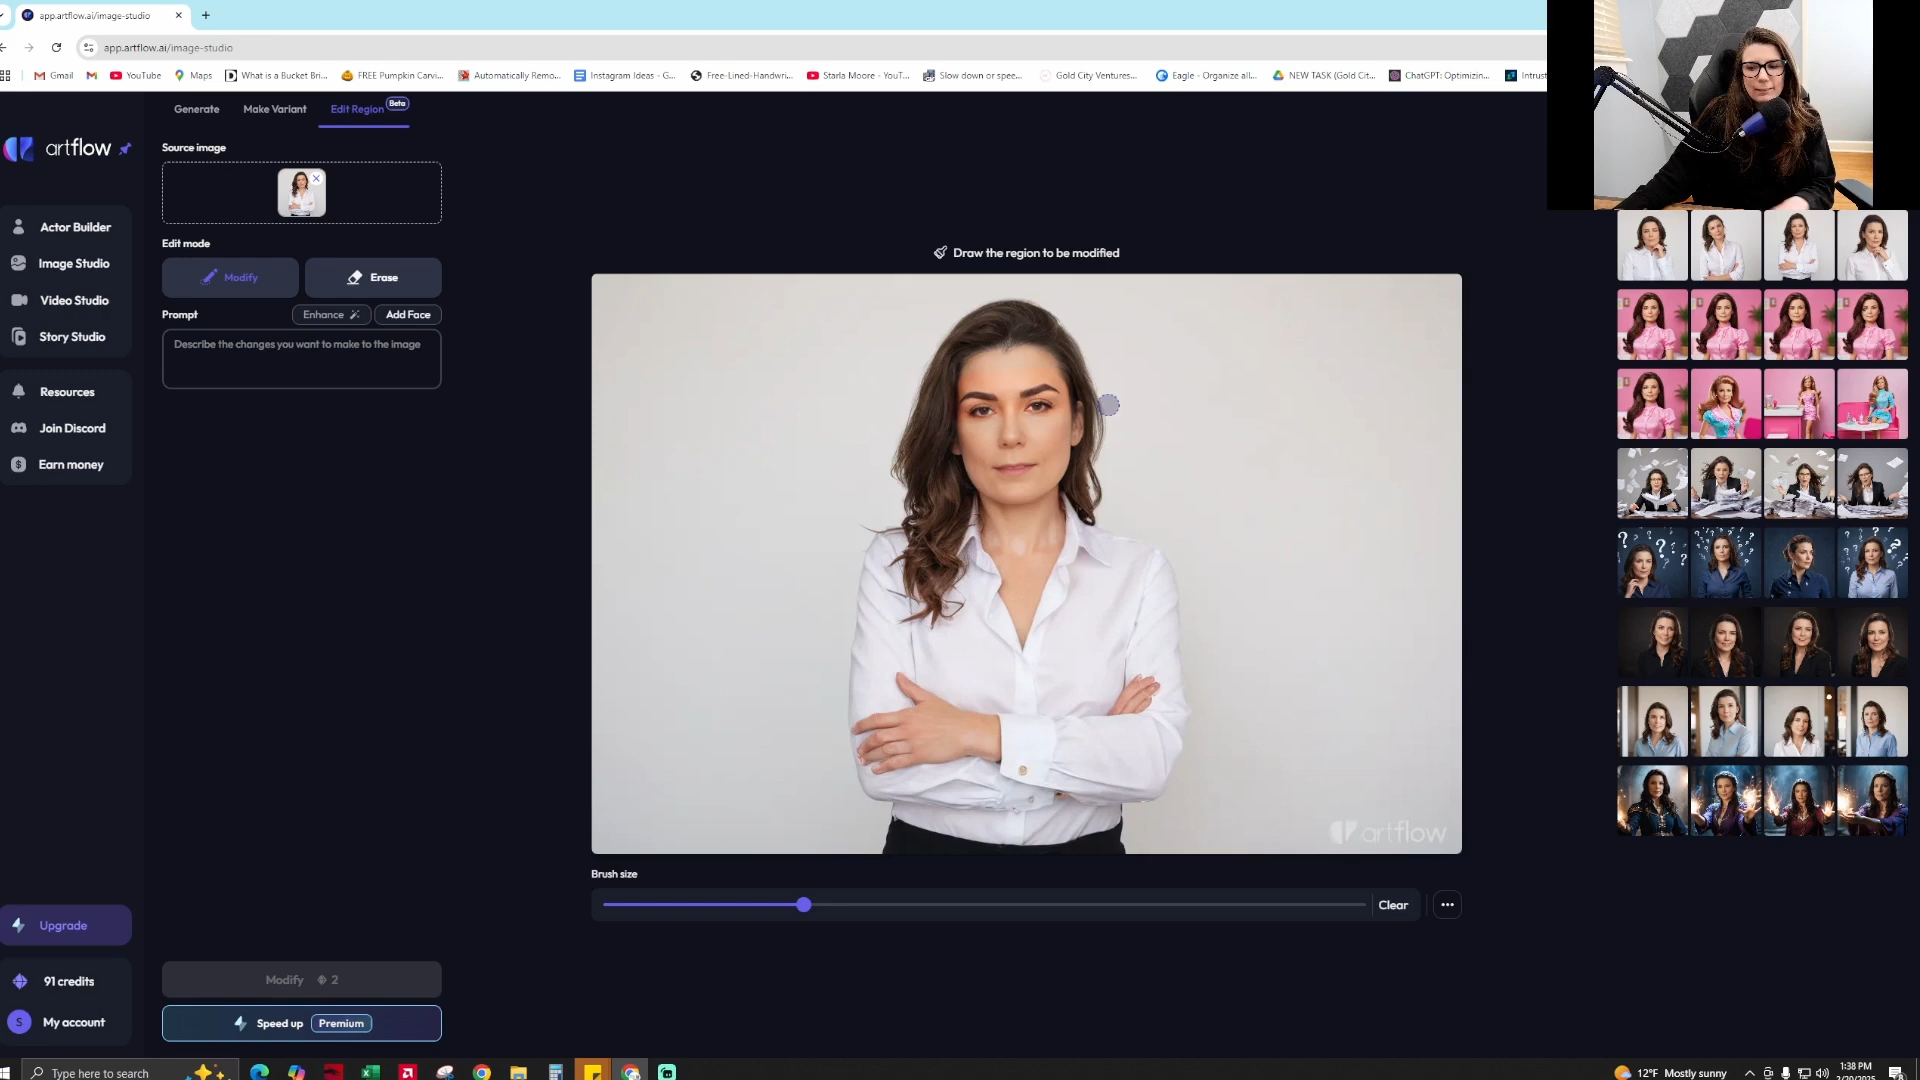 app.artflow.ai/image-studio
app.artflow.ai/image-studio
Gmail
YouTube
Maps
What is a Bucket Bri...
FREE Pumpkin Carvi...
Automatically Remo...
Instagram Ideas - G...
Free-Lined-Handwri...
Starla Moore - YouT...
Slow down or spee...
Gold City Ventures...
Eagle - Organize all...
NEW TASK (Gold Cit...
ChatGPT: Optimizin...
Intrust
Generate
Make Variant
Edit Region
Beta
artflow
Source image
Actor Builder
Image Studio
Video Studio
Story Studio
Resources
Join Discord
Earn money
Edit mode
Modify
Erase
Prompt
Enhance
Add Face
Describe the changes you want to make to the image
Draw the region to be modified
artflow
Brush size
Clear
Upgrade
91 credits
S
My account
Modify 2
Speed up Premium
Type here to search
12°F Mostly sunny
1:38 PM
2/20/2025